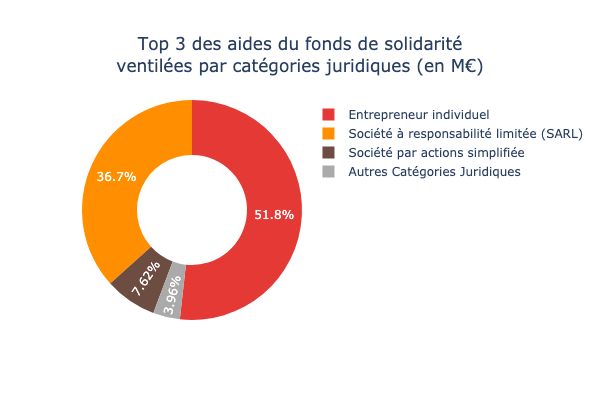 Top 3 des aides du fonds de solidarité
ventilées par catégories juridiques (en M€)
Entrepreneur individuel
Société à responsabilité limitée (SARL)
Société par actions simplifiée
Autres Catégories Juridiques
36.7%
51.8%
7.62%
3.96%